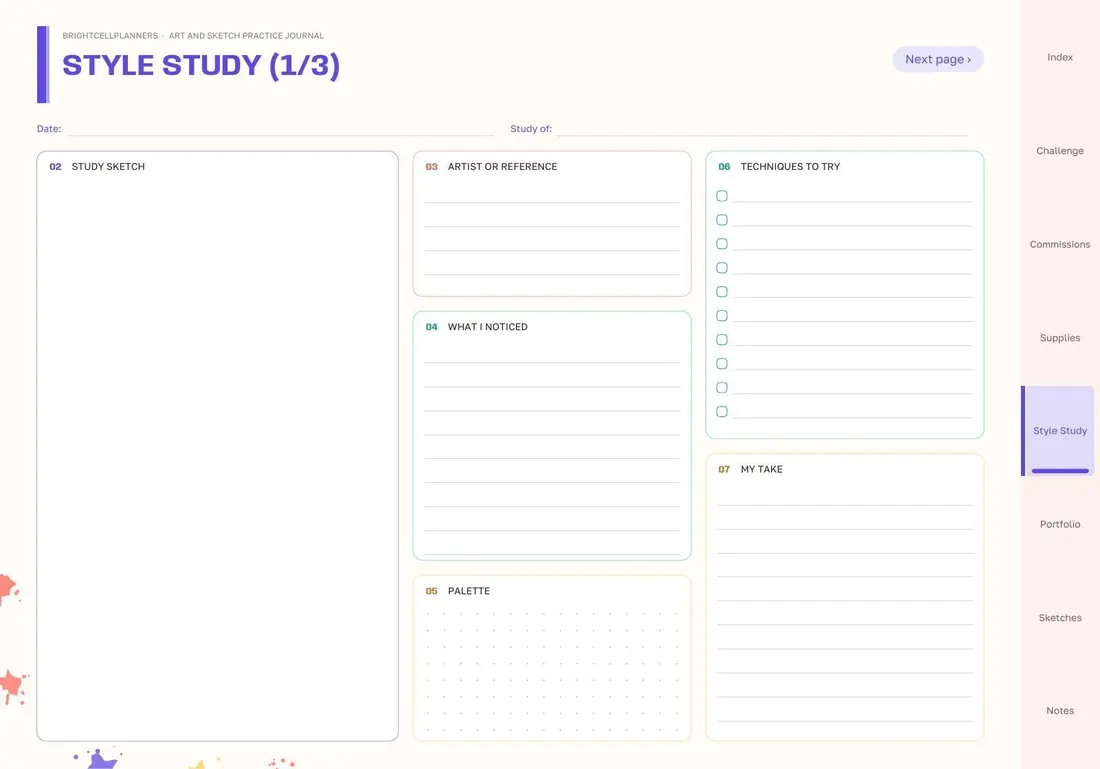 BRIGHTCELLPLANNERS · ART AND SKETCH PRACTICE JOURNAL
STYLE STUDY (1/3)
Next page ›
Date:
Study of:
02 STUDY SKETCH
03 ARTIST OR REFERENCE
04 WHAT I NOTICED
05 PALETTE
06 TECHNIQUES TO TRY
07 MY TAKE
Index
Challenge
Commissions
Supplies
Style Study
Portfolio
Sketches
Notes